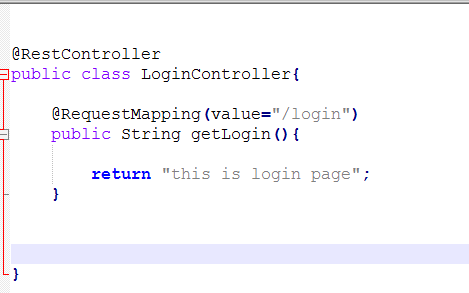 @RestController
public class LoginController{
@RequestMapping(value="/login")
public String getLogin(){
return "this is login page";
}
}